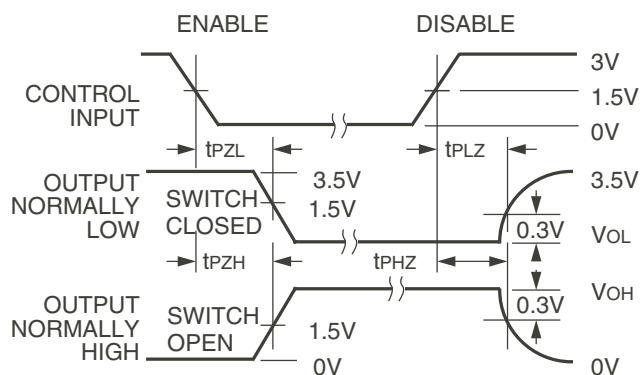 ENABLE DISABLE
3V
CONTROL
INPUT
1.5V
0V
tPZL tPLZ
OUTPUT
NORMALLY
LOW
SWITCH
CLOSED
3.5V
1.5V
3.5V
0.3V
VOL
tPZH tPHZ
OUTPUT
NORMALLY
HIGH
SWITCH
OPEN
1.5V
0V
0.3V
VOH
0V